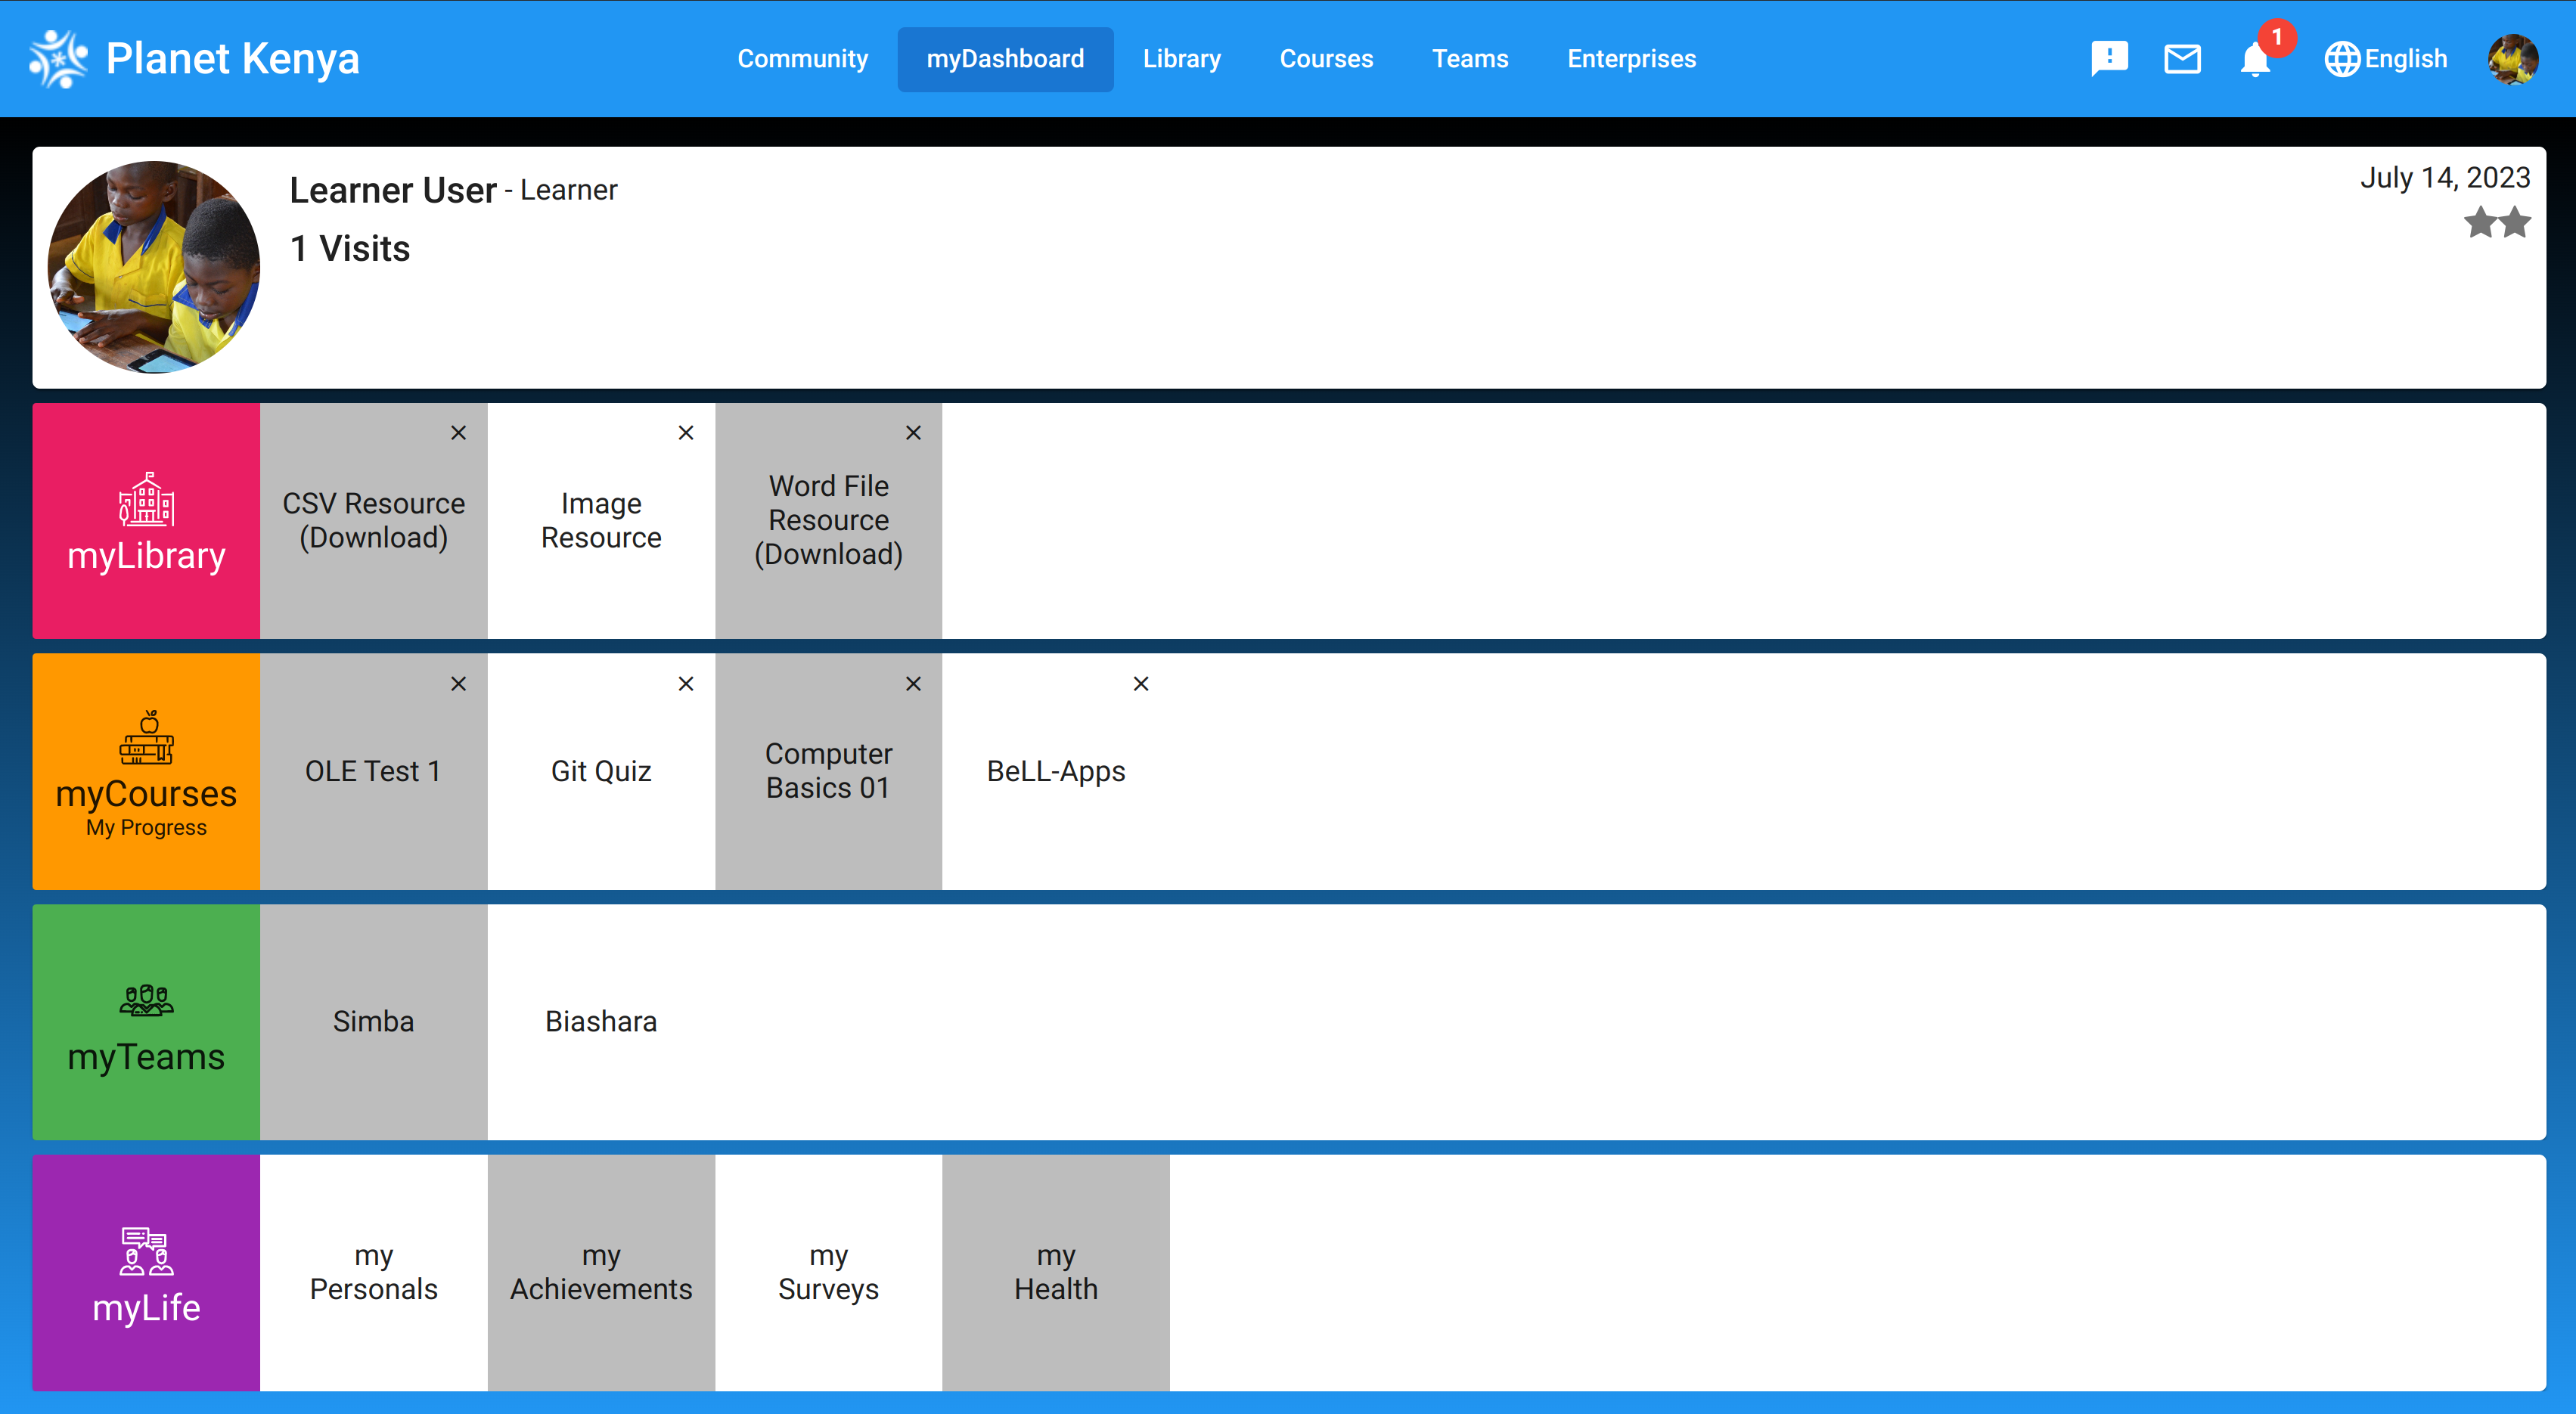 Planet Kenya
Community
myDashboard
Library
Courses
Teams
Enterprises
1
English
Learner User - Learner
1 Visits
July 14, 2023
myLibrary
CSV Resource
(Download)
Image
Resource
Word File
Resource
(Download)
myCourses
My Progress
OLE Test 1
Git Quiz
Computer
Basics 01
BeLL-Apps
myTeams
Simba
Biashara
myLife
my
Personals
my
Achievements
my
Surveys
my
Health